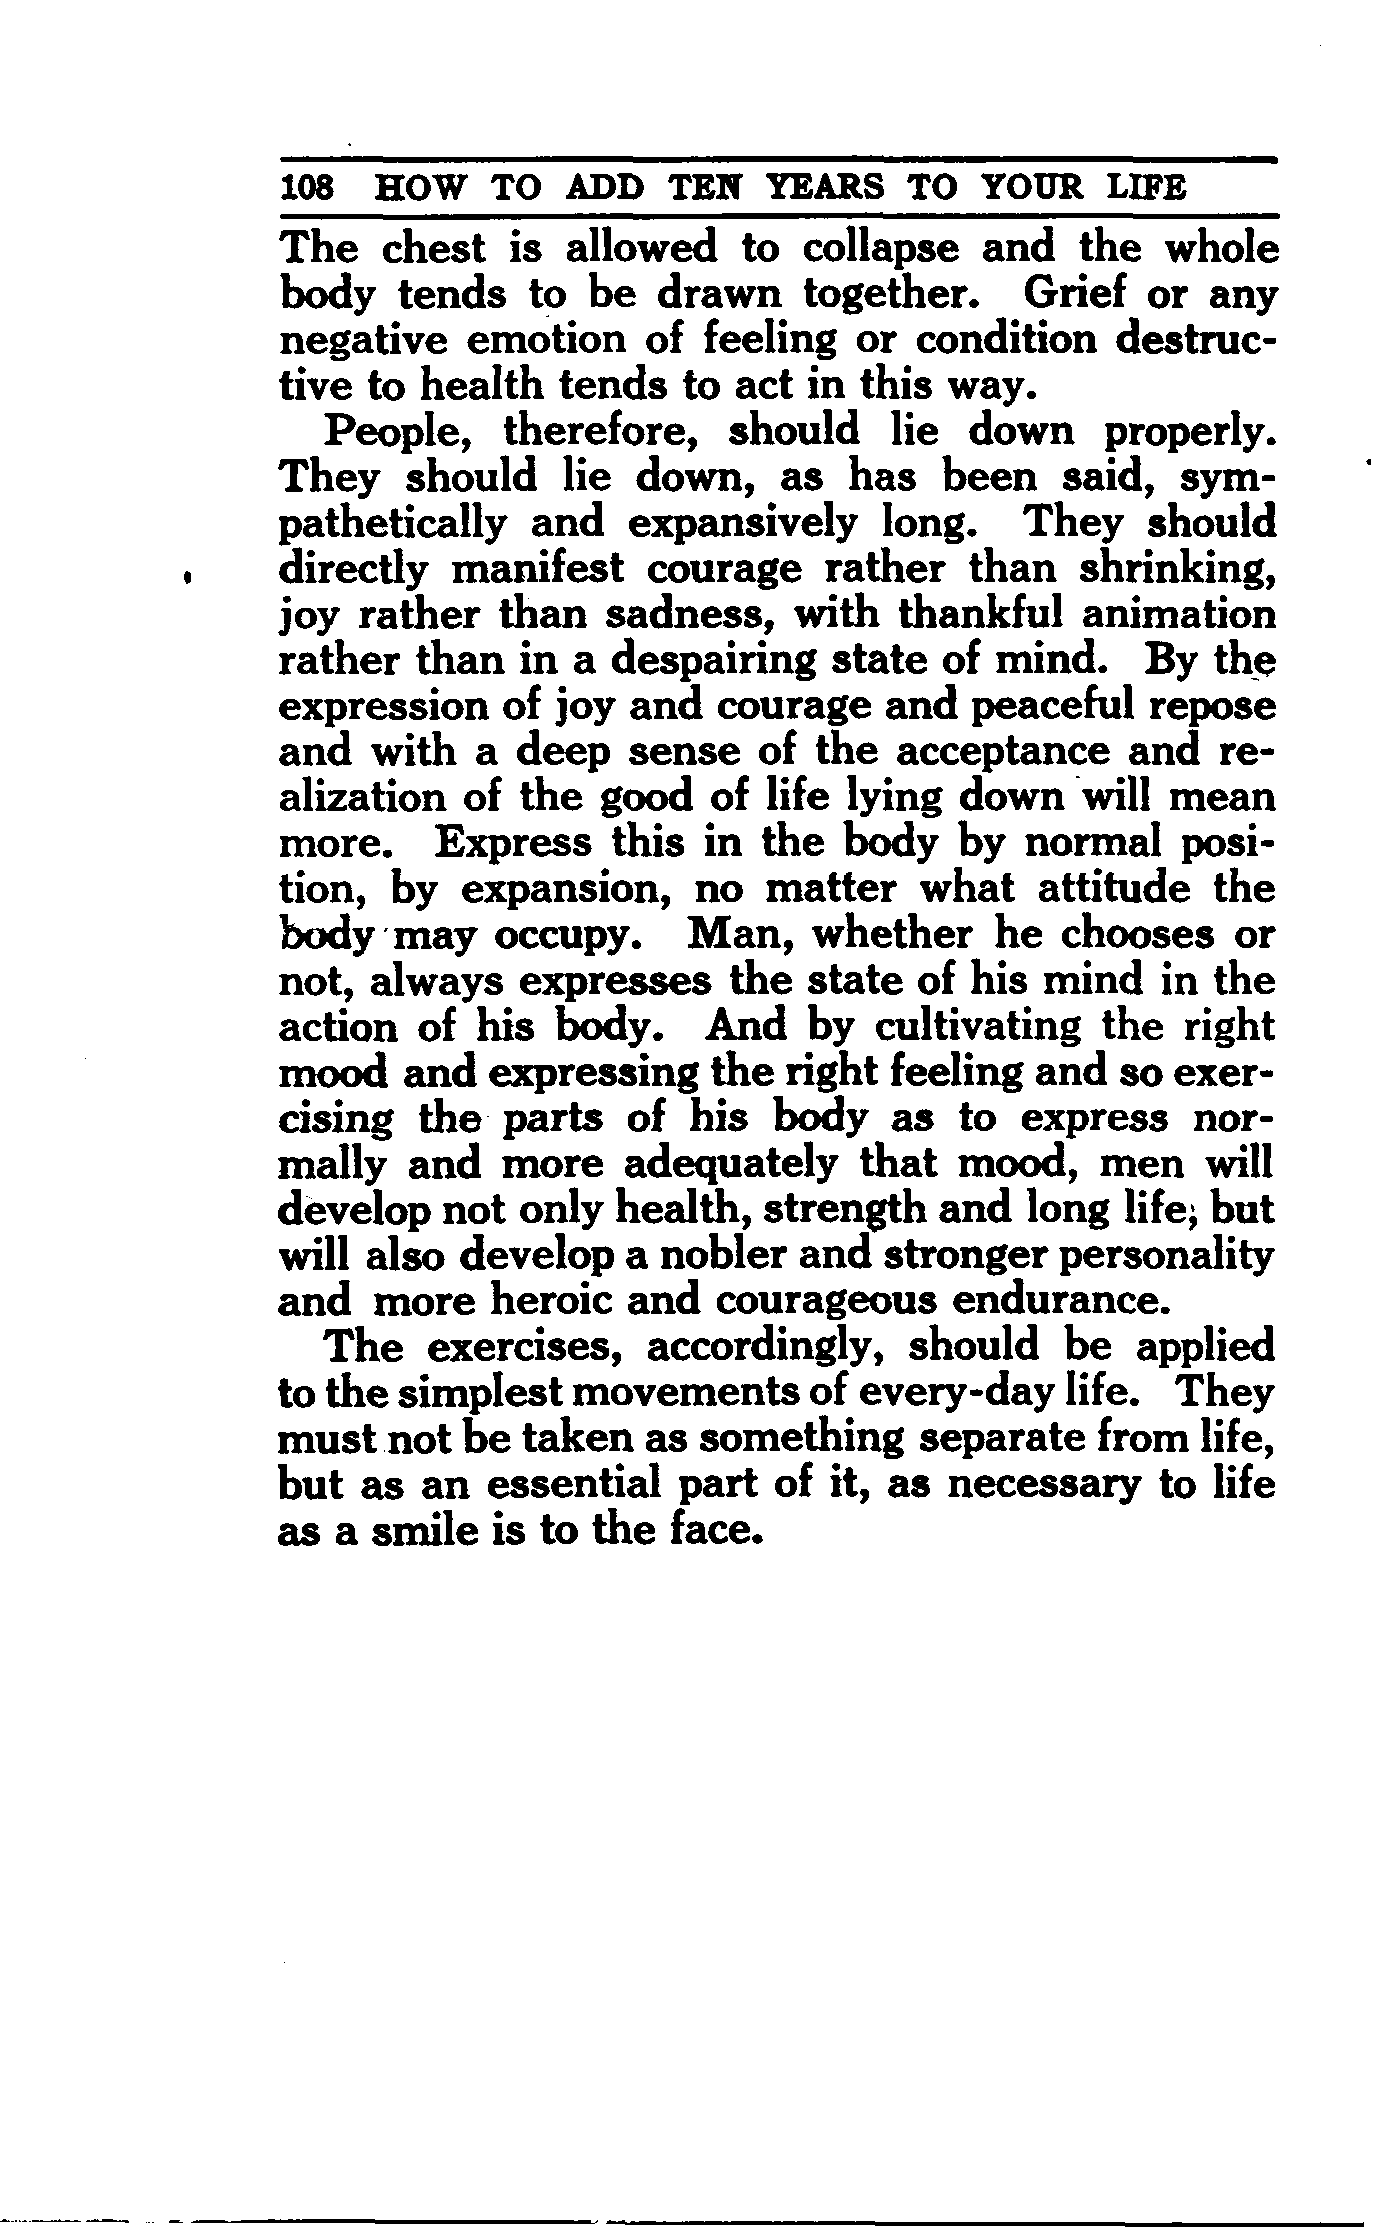 108 HOW TO ADD TEN YEARS TO YOUR LIFE
The chest is allowed to collapse and the whole
body tends to be drawn together. Grief or any
negative emotion of feeling or condition destruc-
tive to health tends to act in this way.
People, therefore, should lie down properly.
They should lie down, as has been said, sym-
pathetically and expansively long. They should
directly manifest courage rather than shrinking,
joy rather than sadness, with thankful animation
rather than in a despairing state of mind. By the
expression of joy and courage and peaceful repose
and with a deep sense of the acceptance and re-
alization of the good of life lying down will mean
more. Express this in the body by normal posi-
tion, by expansion, no matter what attitude the
body may occupy. Man, whether he chooses or
not, always expresses the state of his mind in the
action of his body. And by cultivating the right
mood and expressing the right feeling and so exer-
cising the parts of his body as to express nor-
mally and more adequately that mood, men will
develop not only health, strength and long life; but
will also develop a nobler and stronger personality
and more heroic and courageous endurance.
The exercises, accordingly, should be applied
to the simplest movements of every-day life. They
must not be taken as something separate from life,
but as an essential part of it, as necessary to life
as a smile is to the face.